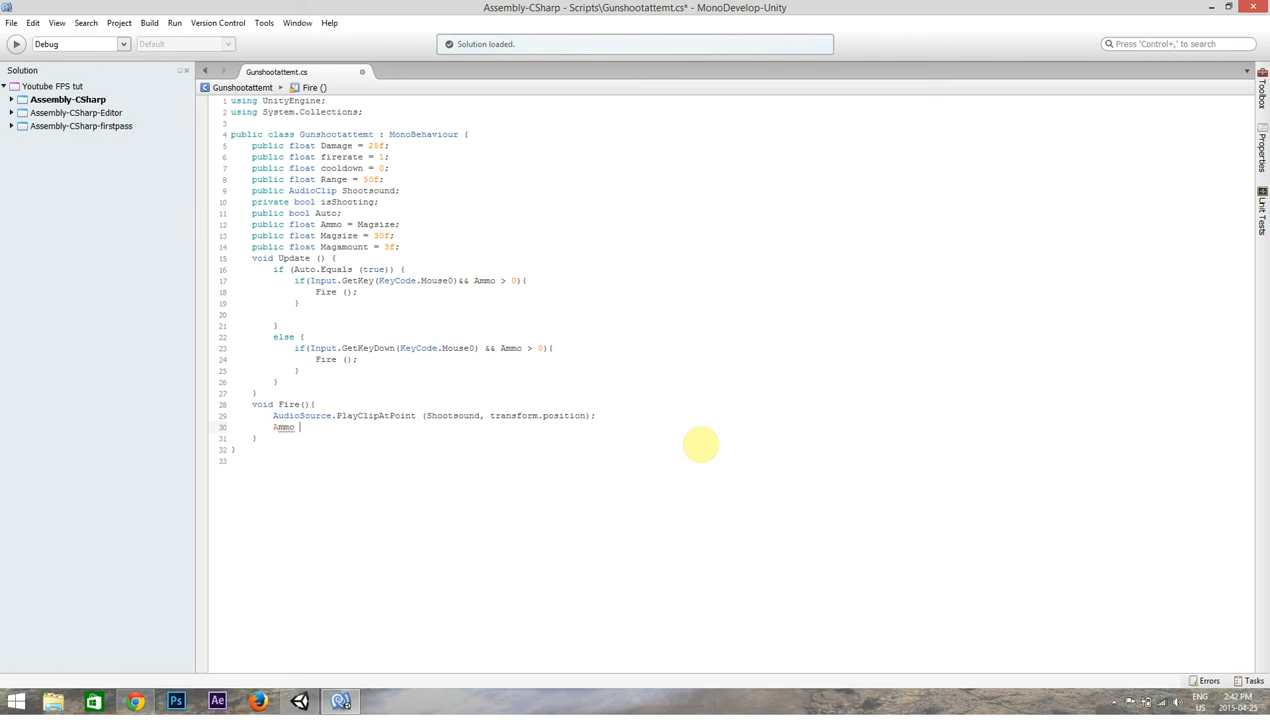 Assembly-CSharp - Scripts\Gunshootattemt.cs* - MonoDevelop-Unity
File Edit View Search Project Build Run Version Control Tools Window Help
Debug Default Solution loaded. Press 'Control+,' to search
Solution Gunshootattemt.cs
Youtube FPS tut Gunshootattemt Fire ()
Assembly-CSharp
Assembly-CSharp-Editor
Assembly-CSharp-firstpass
1 using UnityEngine;
2 using System.Collections;
3
4 public class Gunshootattemt : MonoBehaviour {
5 public float Damage = 25f;
6 public float firerate = 1;
7 public float cooldown = 0;
8 public float Range = 50f;
9 public AudioClip Shootsound;
10 private bool isShooting;
11 public bool Auto;
12 public float Ammo = Magsize;
13 public float Magsize = 30f;
14 public float Magamount = 3f;
15 void Update () {
16 if (Auto.Equals (true)) {
17 if(Input.GetKey(KeyCode.Mouse0)&& Ammo > 0){
18 Fire ();
19 }
20
21 }
22 else {
23 if(Input.GetKeyDown(KeyCode.Mouse0) && Ammo > 0){
24 Fire ();
25 }
26 }
27 }
28 void Fire(){
29 AudioSource.PlayClipAtPoint (Shootsound, transform.position);
30 Ammo
31 }
32 }
33
Toolbox
Properties
Unit Tests
Errors Tasks
Ps Ae
ENG 2:42 PM
US 2015-04-25